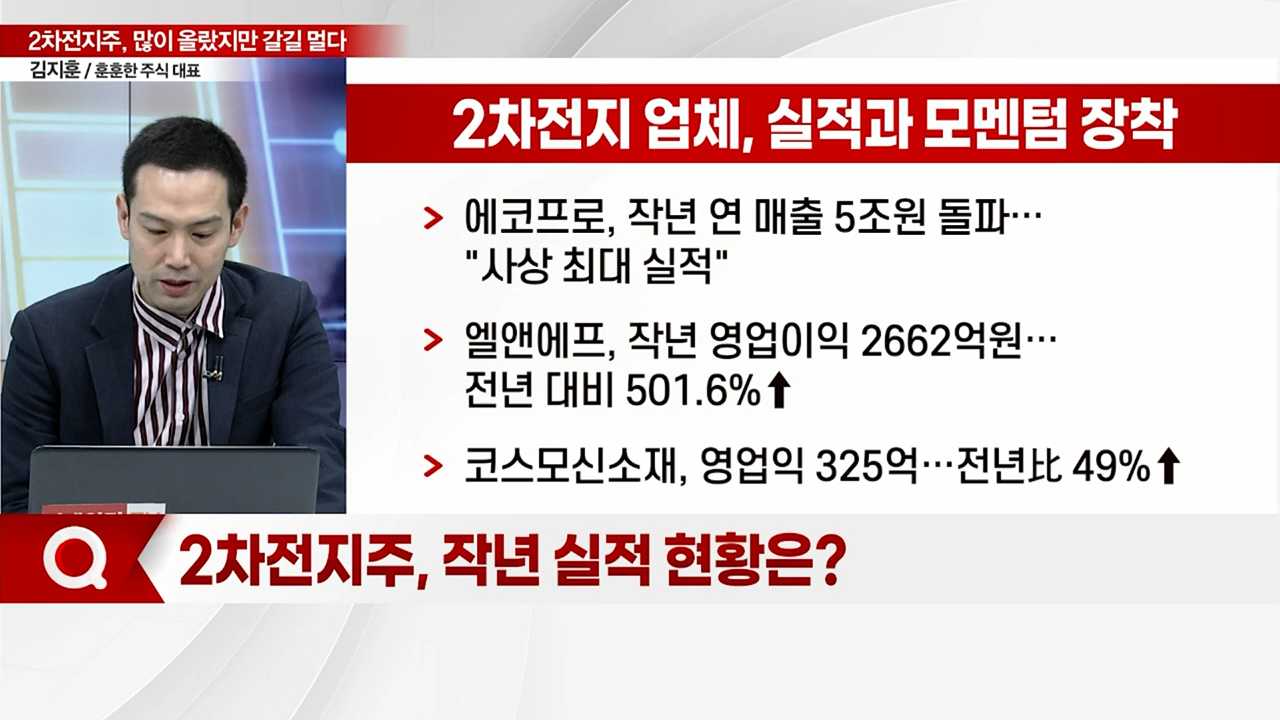 2차전지주, 많이 올랐지만 갈길 멀다
김지훈 / 훈훈한 주식 대표
2차전지 업체, 실적과 모멘텀 장착
> 에코프로, 작년 연 매출 5조원 돌파…
"사상 최대 실적"
> 엘앤에프, 작년 영업이익 2662억원…
전년 대비 501.6%⬆
> 코스모신소재, 영업익 325억…전년比 49%⬆
Q 2차전지주, 작년 실적 현황은?